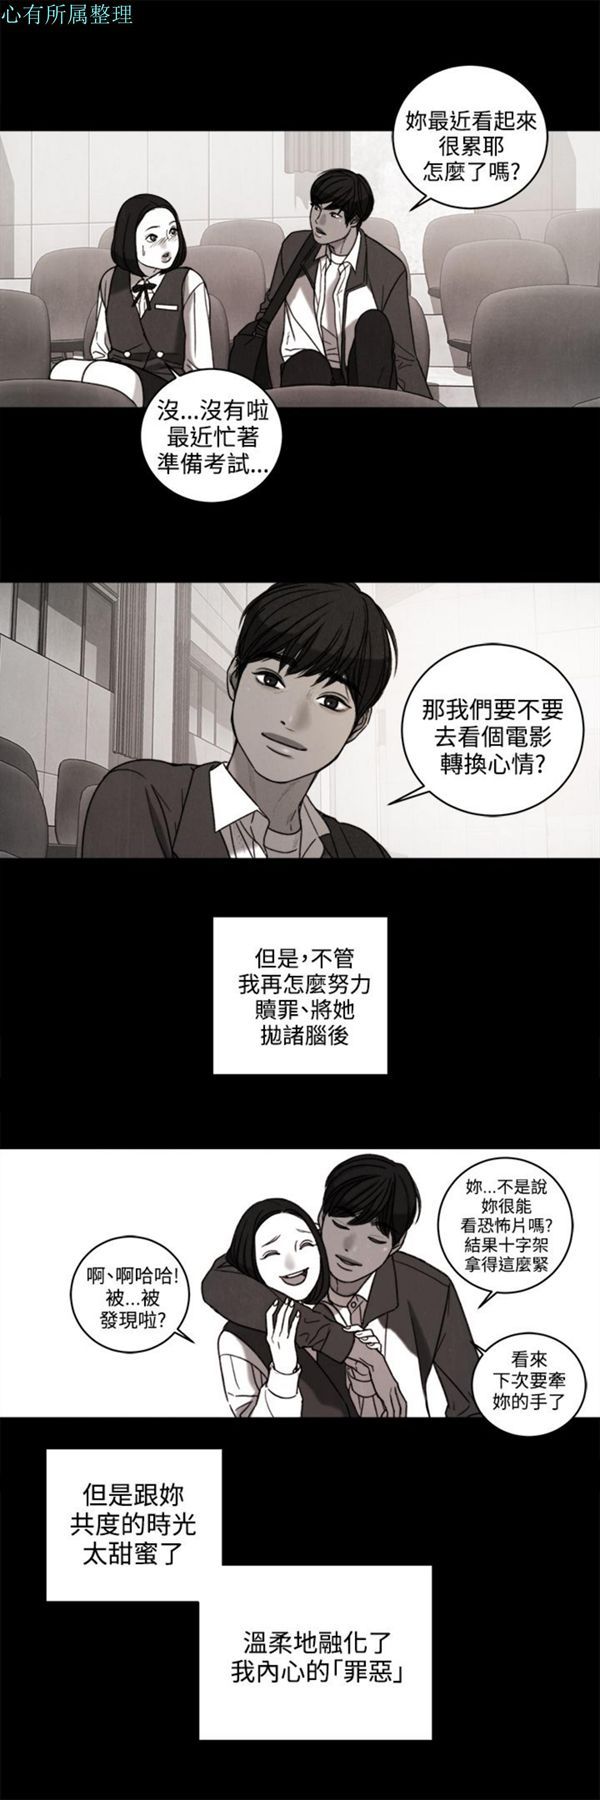 心有所属整理
妳最近看起來
很累耶
怎麼了嗎?
沒...沒有啦
最近忙著
準備考試...
那我們要不要
去看個電影
轉換心情?
但是,不管
我再怎麼努力
贖罪、將她
拋諸腦後
妳...不是說
妳很能
看恐怖片嗎?
結果十字架
拿得這麼緊
啊、啊哈哈!
被...被
發現啦?
看來
下次要牽
妳的手了
但是跟妳
共度的時光
太甜蜜了
溫柔地融化了
我內心的「罪惡」